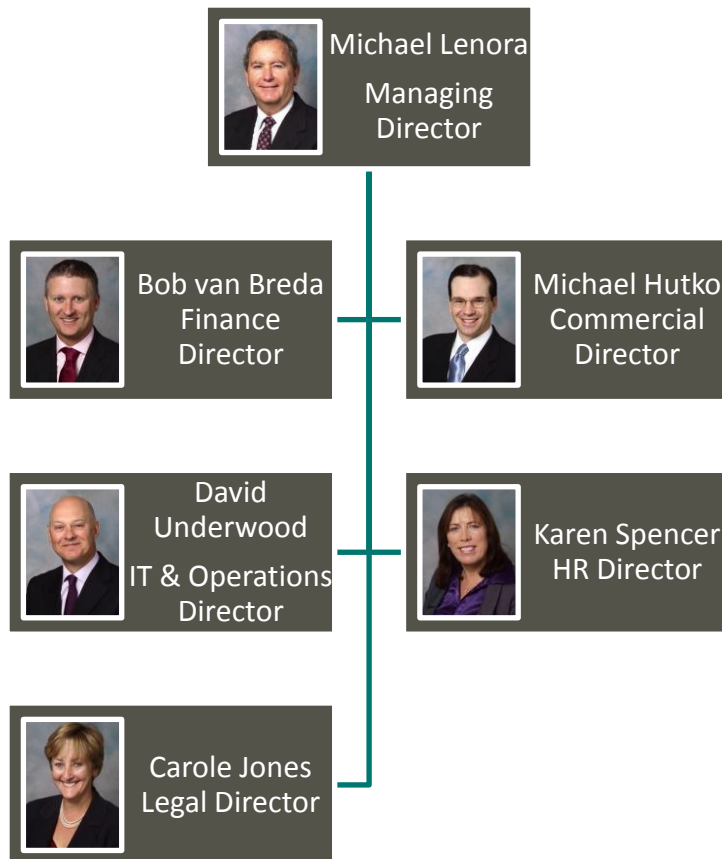 Michael Lenora
Managing
Director
Bob van Breda
Finance
Director
Michael Hutko
Commercial
Director
David
Underwood
IT & Operations
Director
Karen Spencer
HR Director
Carole Jones
Legal Director